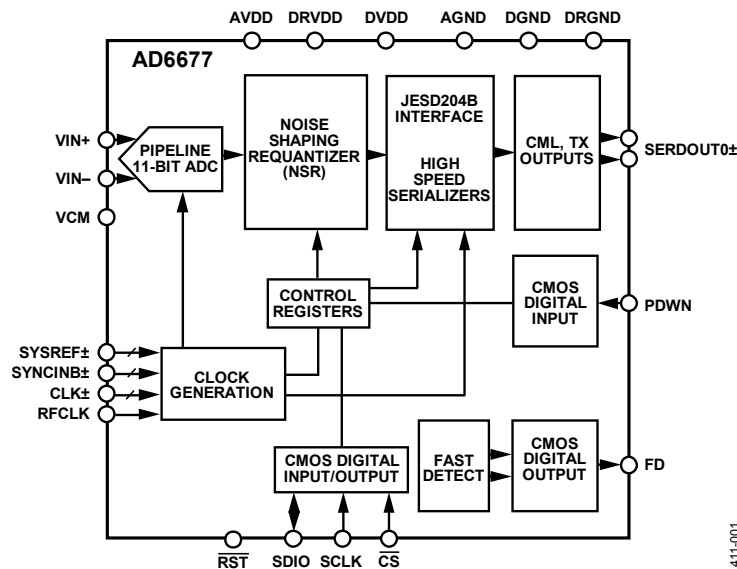 AVDD DRVDD DVDD AGND DGND DRGND
AD6677
VIN+
VIN–
VCM
PIPELINE
11-BIT ADC
NOISE
SHAPING
REQUANTIZER
(NSR)
JESD204B
INTERFACE
HIGH
SPEED
SERIALIZERS
CML, TX
OUTPUTS
SERDOUT0±
CONTROL
REGISTERS
CMOS
DIGITAL
INPUT
PDWN
SYSREF±
SYNCINB±
CLK±
RFCLK
CLOCK
GENERATION
CMOS DIGITAL
INPUT/OUTPUT
FAST
DETECT
CMOS
DIGITAL
OUTPUT
FD
RST SDIO SCLK CS
411-001